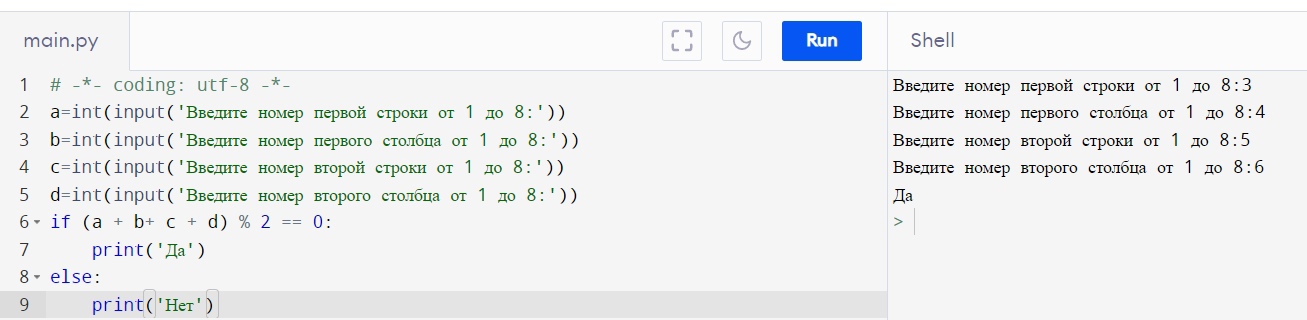 main.py
Run
Shell
1 # -*- coding: utf-8 -*-
2 a=int(input('Введите номер первой строки от 1 до 8:'))
3 b=int(input('Введите номер первого столбца от 1 до 8:'))
4 c=int(input('Введите номер второй строки от 1 до 8:'))
5 d=int(input('Введите номер второго столбца от 1 до 8:'))
6 if (a + b+ c + d) % 2 == 0:
7     print('Да')
8 else:
9     print('Нет')
Введите номер первой строки от 1 до 8:3
Введите номер первого столбца от 1 до 8:4
Введите номер второй строки от 1 до 8:5
Введите номер второго столбца от 1 до 8:6
Да
>